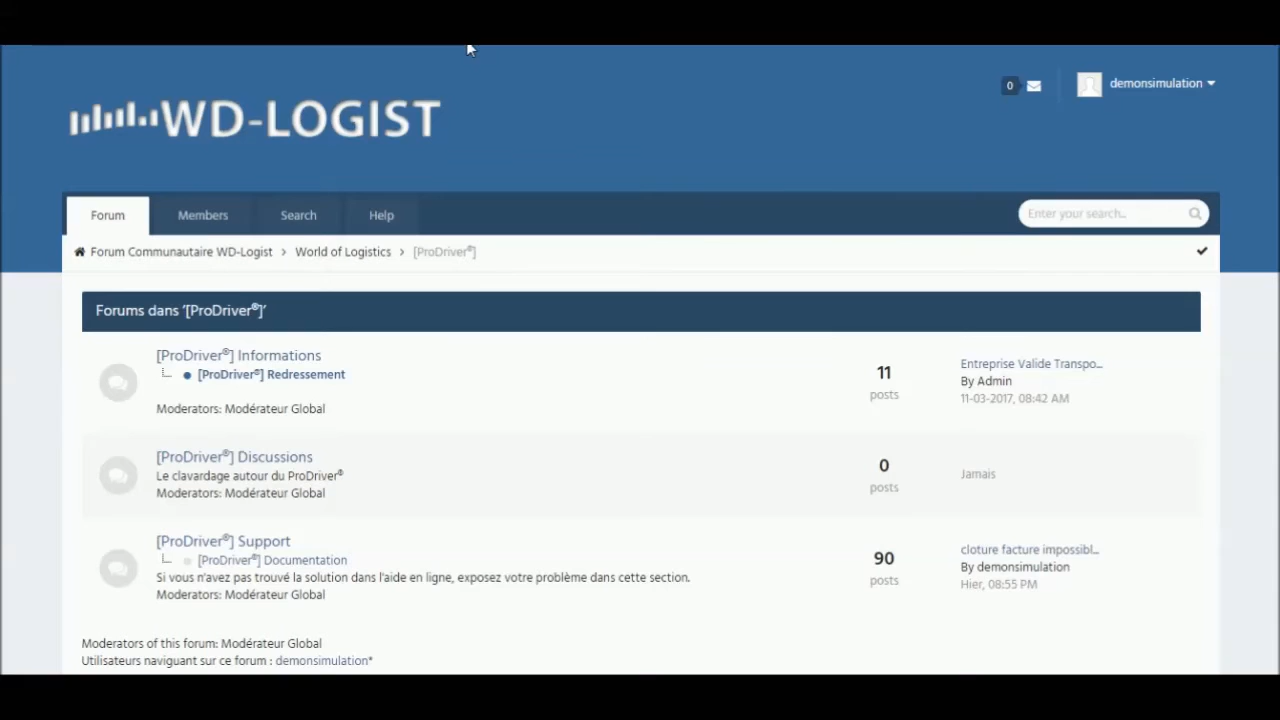 0
demonsimulation
WD-LOGIST
Forum
Members
Search
Help
Enter your search...
Forum Communautaire WD-Logist › World of Logistics › [ProDriver®]
Forums dans '[ProDriver®]'
[ProDriver®] Informations
[ProDriver®] Redressement
Moderators: Modérateur Global
11
posts
Entreprise Valide Transpo...
By Admin
11-03-2017, 08:42 AM
[ProDriver®] Discussions
Le clavardage autour du ProDriver®
Moderators: Modérateur Global
0
posts
Jamais
[ProDriver®] Support
[ProDriver®] Documentation
Si vous n'avez pas trouvé la solution dans l'aide en ligne, exposez votre problème dans cette section.
Moderators: Modérateur Global
90
posts
cloture facture impossibl...
By demonsimulation
Hier, 08:55 PM
Moderators of this forum: Modérateur Global
Utilisateurs naviguant sur ce forum : demonsimulation*